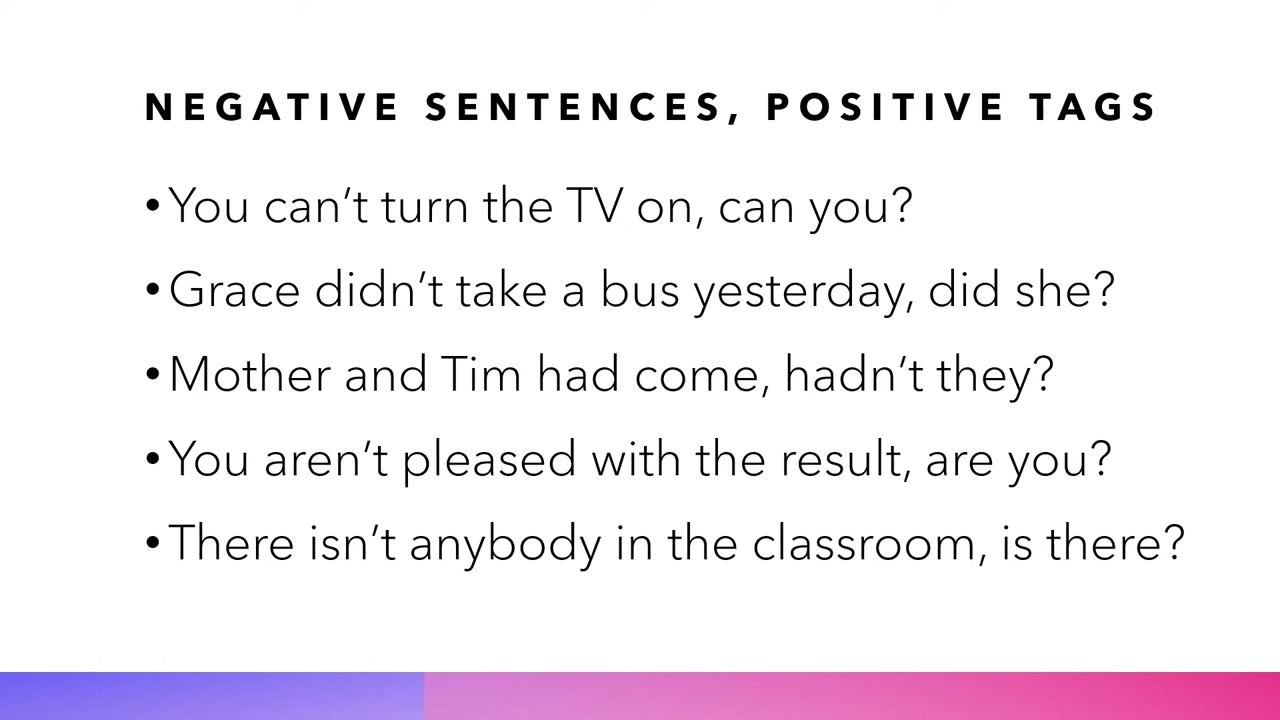 NEGATIVE SENTENCES, POSITIVE TAGS
•You can’t turn the TV on, can you?
•Grace didn’t take a bus yesterday, did she?
•Mother and Tim had come, hadn’t they?
•You aren’t pleased with the result, are you?
•There isn’t anybody in the classroom, is there?